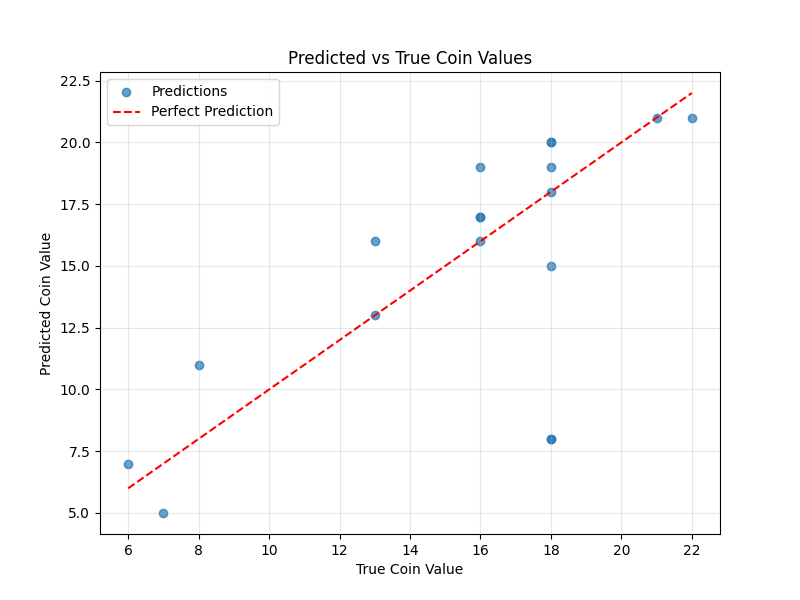 Predicted vs True Coin Values
Predictions
Perfect Prediction
22.5
20.0
17.5
15.0
12.5
10.0
7.5
5.0
Predicted Coin Value
6 8 10 12 14 16 18 20 22
True Coin Value